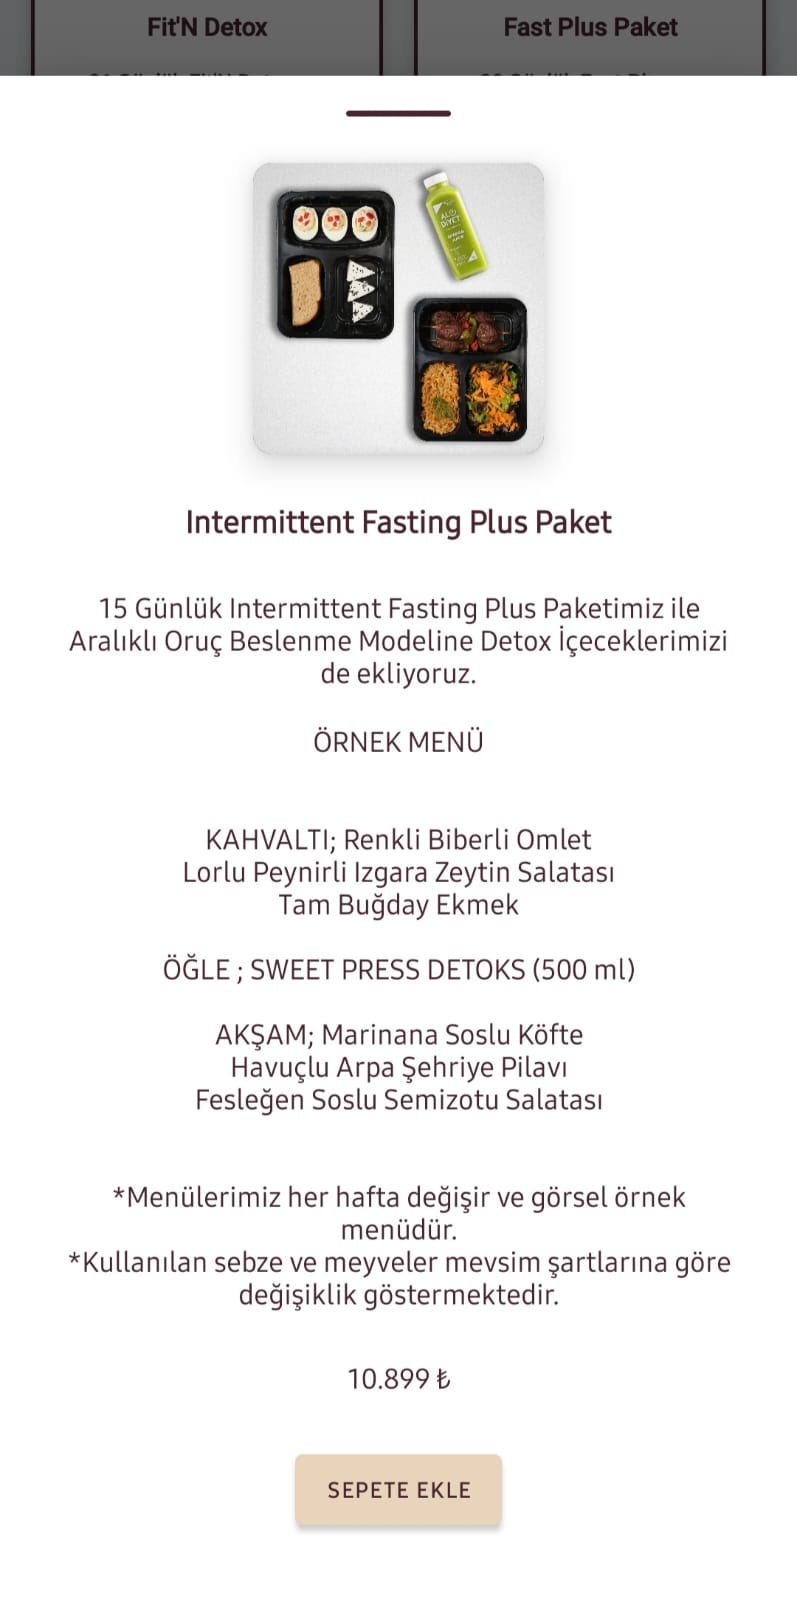 Fit'N Detox
Fast Plus Paket
ALO
DİYET
Intermittent Fasting Plus Paket
15 Günlük Intermittent Fasting Plus Paketimiz ile
Aralıklı Oruç Beslenme Modeline Detox İçeceklerimizi
de ekliyoruz.
ÖRNEK MENÜ
KAHVALTI; Renkli Biberli Omlet
Lorlu Peynirli Izgara Zeytin Salatası
Tam Buğday Ekmek
ÖĞLE ; SWEET PRESS DETOKS (500 ml)
AKŞAM; Marinana Soslu Köfte
Havuçlu Arpa Şehriye Pilavı
Fesleğen Soslu Semizotu Salatası
*Menülerimiz her hafta değişir ve görsel örnek
menüdür.
*Kullanılan sebze ve meyveler mevsim şartlarına göre
değişiklik göstermektedir.
10.899 ₺
SEPETE EKLE